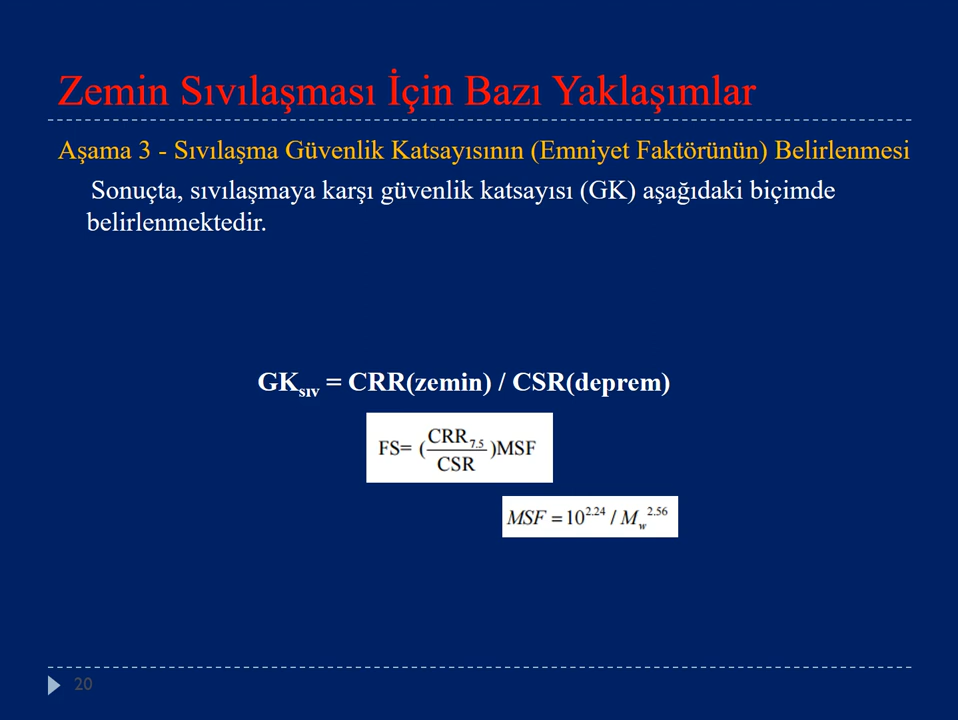 Zemin Sıvılaşması İçin Bazı Yaklaşımlar
Aşama 3 - Sıvılaşma Güvenlik Katsayısının (Emniyet Faktörünün) Belirlenmesi
Sonuçta, sıvılaşmaya karşı güvenlik katsayısı (GK) aşağıdaki biçimde
belirlenmektedir.
GKsıv = CRR(zemin) / CSR(deprem)
FS= (CRR7.5/CSR)MSF
MSF = 10^2.24 / Mw^2.56
20